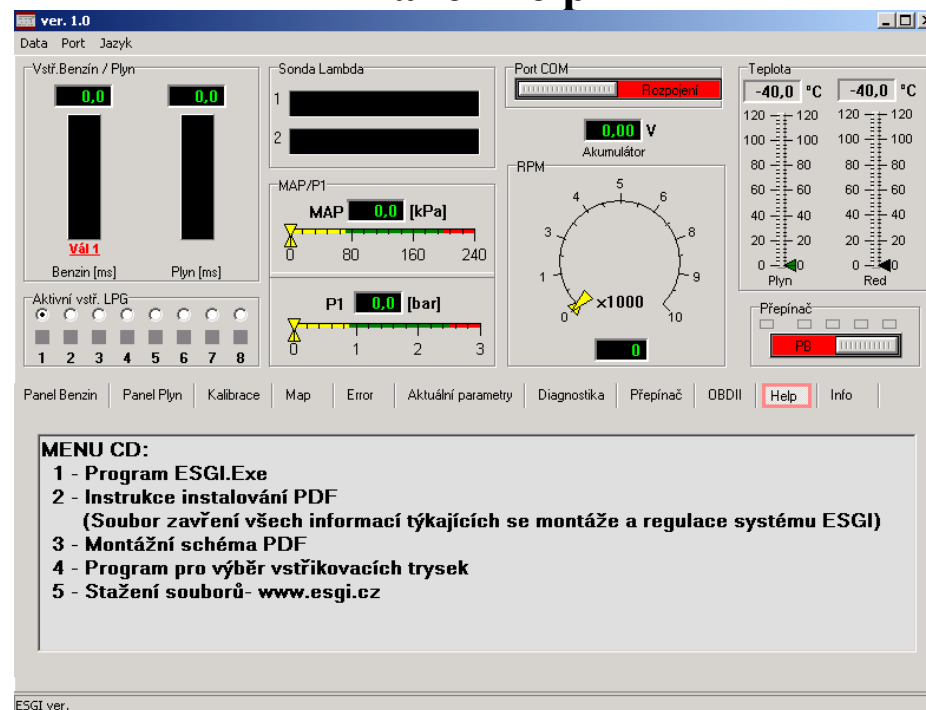 ver. 1.0
Data Port Jazyk
Vstř.Benzín / Plyn
0,0 0,0
Vál 1
Benzin [ms] Plyn [ms]
Sonda Lambda
1
2
Port COM
Rozpojení
0,00 V
Akumulátor
Teplota
-40,0 °C -40,0 °C
120 120 120 120
100 100 100 100
80 80 80 80
60 60 60 60
40 40 40 40
20 20 20 20
0 0 0 0
Plyn Red
MAP/P1
MAP 0,0 [kPa]
0 80 160 240
P1 0,0 [bar]
0 1 2 3
RPM
0 1 3 4 5 6 8 9 10
x1000
0
Aktivní vstř. LPG
1 2 3 4 5 6 7 8
Přepínač
PB
Panel Benzin Panel Plyn Kalibrace Map Error Aktuální parametry Diagnostika Přepínač OBDII Help Info
MENU CD:
1 - Program ESGI.Exe
2 - Instrukce instalování PDF
(Soubor zavření všech informací týkajících se montáže a regulace systému ESGI)
3 - Montážní schéma PDF
4 - Program pro výběr vstřikovacích trysek
5 - Stažení souborů- www.esgi.cz
ESGI ver.